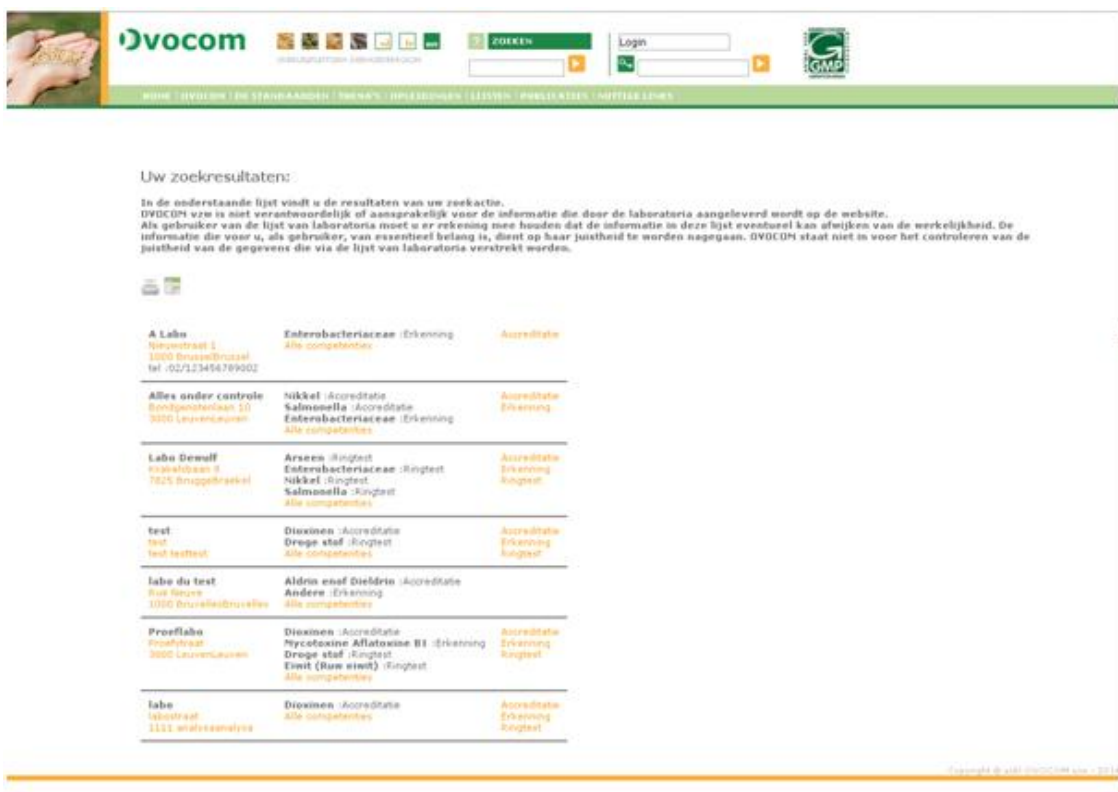 Ovocom
ZOEKEN
Login
GMP
HOME | OVOCOM | DE STANDAARDEN | THEMA'S | OPLEIDINGEN | LIJSTEN | PUBLICATIES | NUTTIGE LINKS
Uw zoekresultaten:
In de onderstaande lijst vindt u de resultaten van uw zoekactie.
OVOCOM vzw is niet verantwoordelijk of aansprakelijk voor de informatie die door de laboratoria aangeleverd wordt op de website.
Als gebruiker van de lijst van laboratoria moet u er rekening mee houden dat de informatie in deze lijst eventueel kan afwijken van de werkelijkheid. De
informatie die voor u, als gebruiker, van essentieel belang is, dient op haar juistheid te worden nagegaan. OVOCOM staat niet in voor het controleren van de
juistheid van de gegevens die via de lijst van laboratoria verstrekt worden.
A Labo Enterobacteriaceae :Erkenning Accreditatie
Nieuwstraat 1 Alle competenties
1000 BrusselBrussel
tel :02/123456789002
Alles onder controle Nikkel :Accreditatie Accreditatie
Bondgenotenlaan 10 Salmonella :Accreditatie Erkenning
3000 LeuvenLeuven Enterobacteriaceae :Erkenning
Alle competenties
Labo Dewulf Arseen :Ringtest Accreditatie
Enterobacteriaceae :Ringtest Erkenning
Nikkel :Ringtest Ringtest
Salmonella :Ringtest
Alle competenties
test Dioxinen :Accreditatie Accreditatie
test Droge stof :Ringtest Erkenning
test testtest Alle competenties Ringtest
labo du test Aldrin enof Dieldrin :Accreditatie
Rue Neuve Andere :Erkenning
1000 BruxellesBruxelles Alle competenties
Proeflabo Dioxinen :Accreditatie Accreditatie
Proefstraat Mycotoxine Aflatoxine B1 :Erkenning Erkenning
3000 LeuvenLeuven Droge stof :Ringtest Ringtest
Eiwit (Ruw eiwit) :Ringtest
Alle competenties
labo Dioxinen :Accreditatie Accreditatie
labostraat Alle competenties Erkenning
1111 analyseanalyse Ringtest